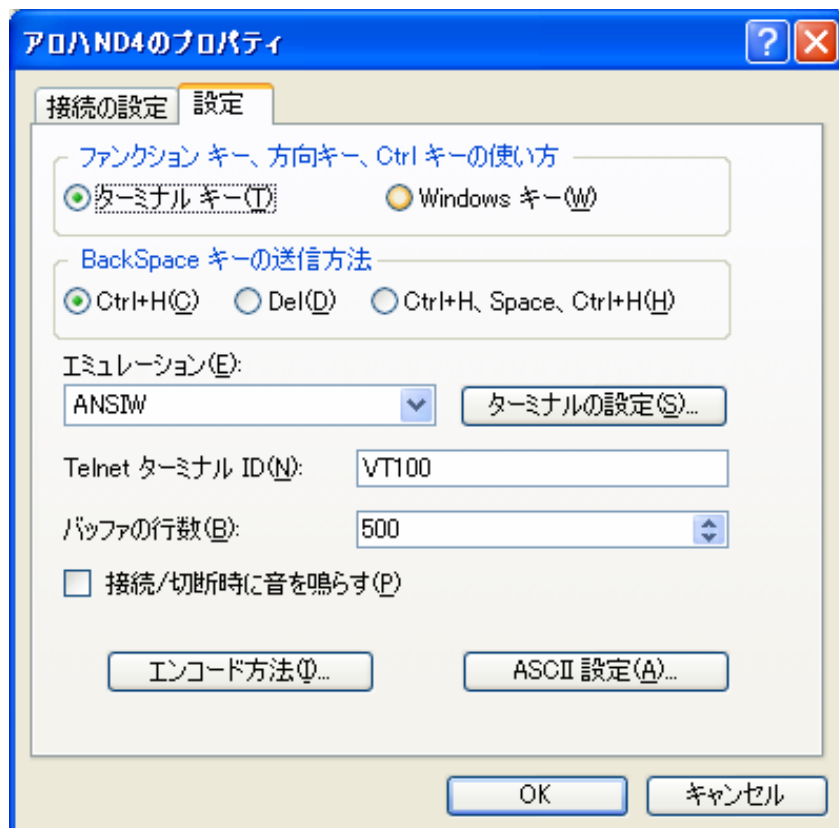 アロハND4のプロパティ
接続の設定 設定
ファンクション キー、方向キー、Ctrl キーの使い方
ターミナル キー(T) Windows キー(W)
BackSpace キーの送信方法
Ctrl+H(C) Del(D) Ctrl+H、Space、Ctrl+H(H)
エミュレーション(E):
ANSIW ターミナルの設定(S)...
Telnet ターミナル ID(N): VT100
バッファの行数(B): 500
接続/切断時に音を鳴らす(P)
エンコード方法(I)... ASCII 設定(A)...
OK キャンセル